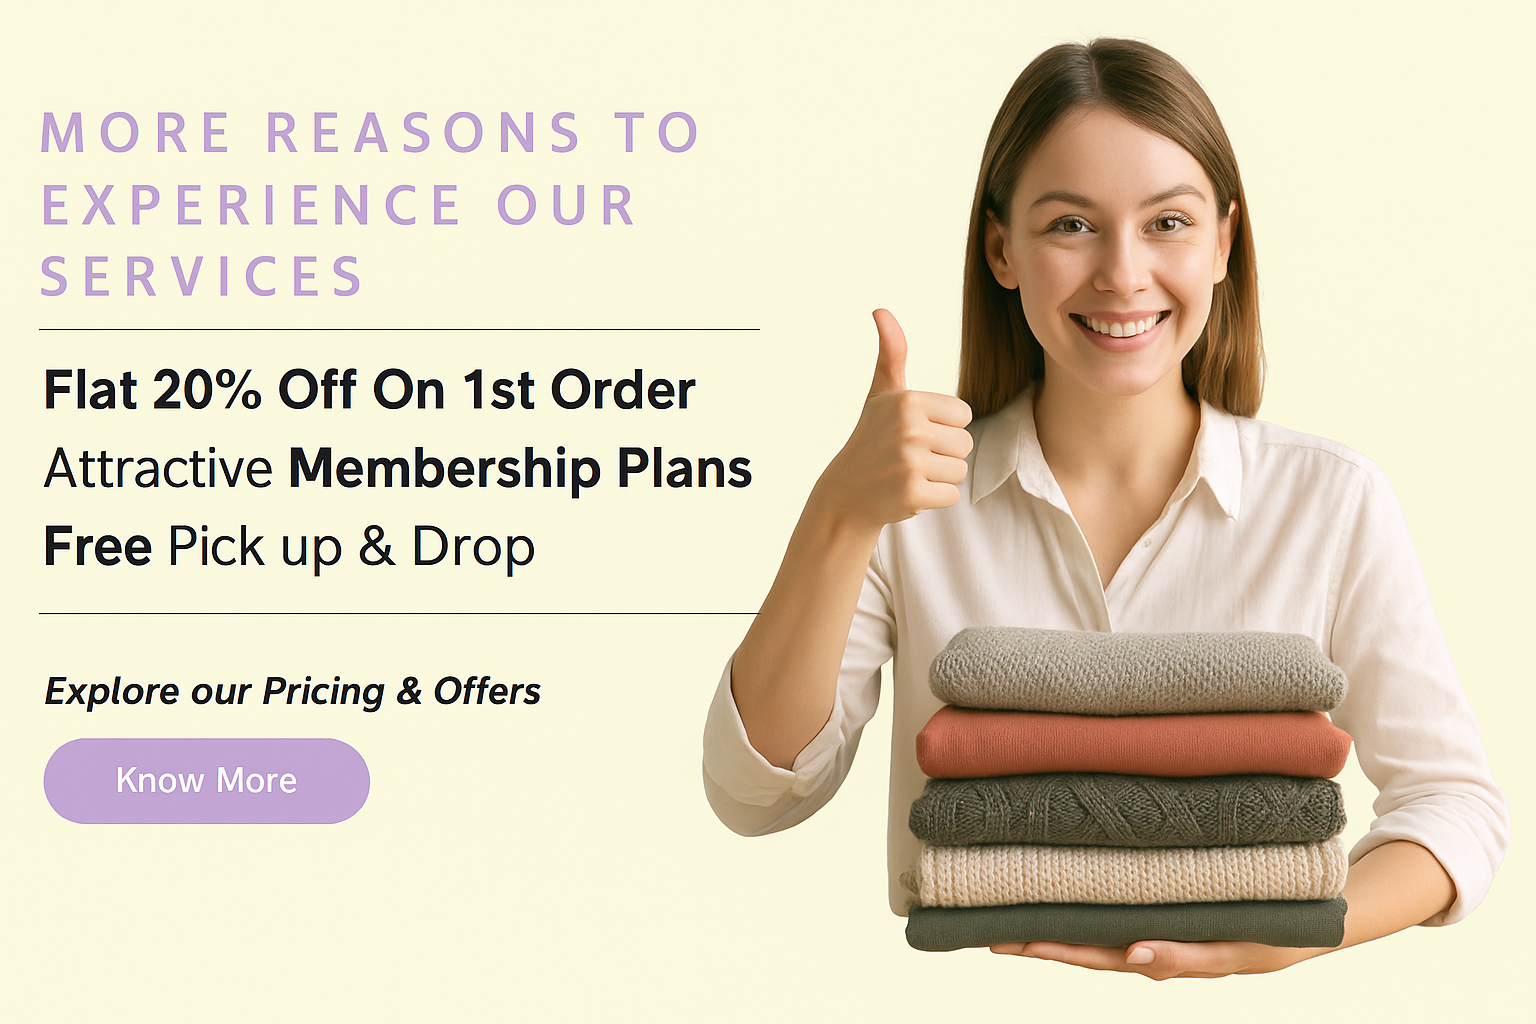 MORE REASONS TO
EXPERIENCE OUR
SERVICES
Flat 20% Off On 1st Order
Attractive Membership Plans
Free Pick up & Drop
Explore our Pricing & Offers
Know More